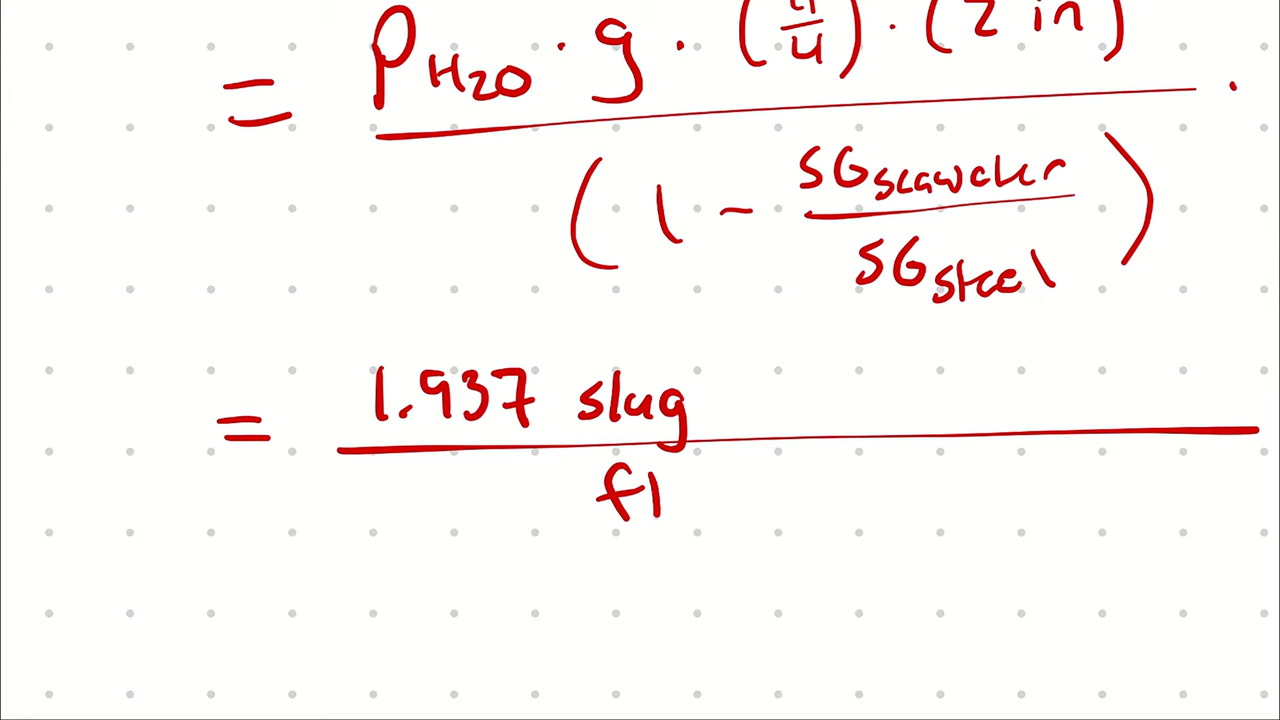 = ρH2O · g · (π/4) · (2 in) ·
(1 - SGseawater/SGsteel)
= 1.937 slug
ft